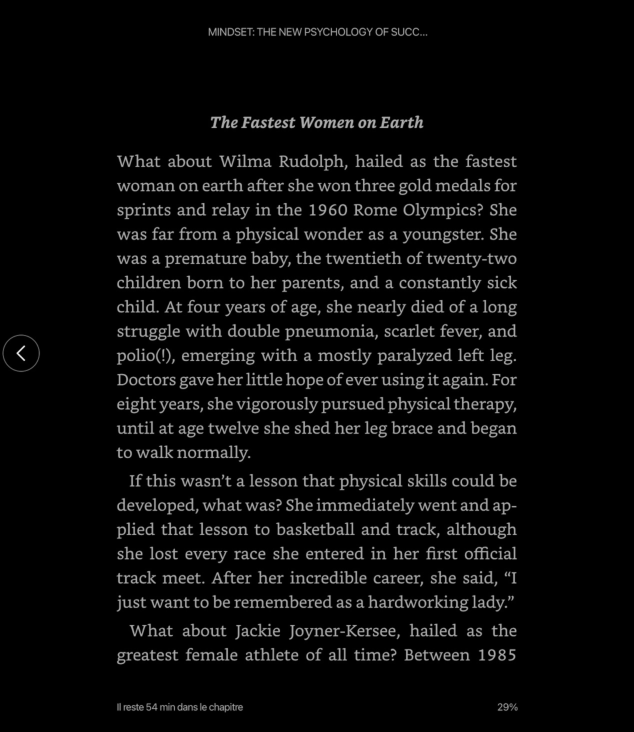 MINDSET: THE NEW PSYCHOLOGY OF SUCC...
The Fastest Women on Earth
What about Wilma Rudolph, hailed as the fastest
woman on earth after she won three gold medals for
sprints and relay in the 1960 Rome Olympics? She
was far from a physical wonder as a youngster. She
was a premature baby, the twentieth of twenty-two
children born to her parents, and a constantly sick
child. At four years of age, she nearly died of a long
struggle with double pneumonia, scarlet fever, and
polio(!), emerging with a mostly paralyzed left leg.
Doctors gave her little hope of ever using it again. For
eight years, she vigorously pursued physical therapy,
until at age twelve she shed her leg brace and began
to walk normally.
If this wasn’t a lesson that physical skills could be
developed, what was? She immediately went and ap-
plied that lesson to basketball and track, although
she lost every race she entered in her first official
track meet. After her incredible career, she said, “I
just want to be remembered as a hardworking lady.”
What about Jackie Joyner-Kersee, hailed as the
greatest female athlete of all time? Between 1985
Il reste 54 min dans le chapitre
29%